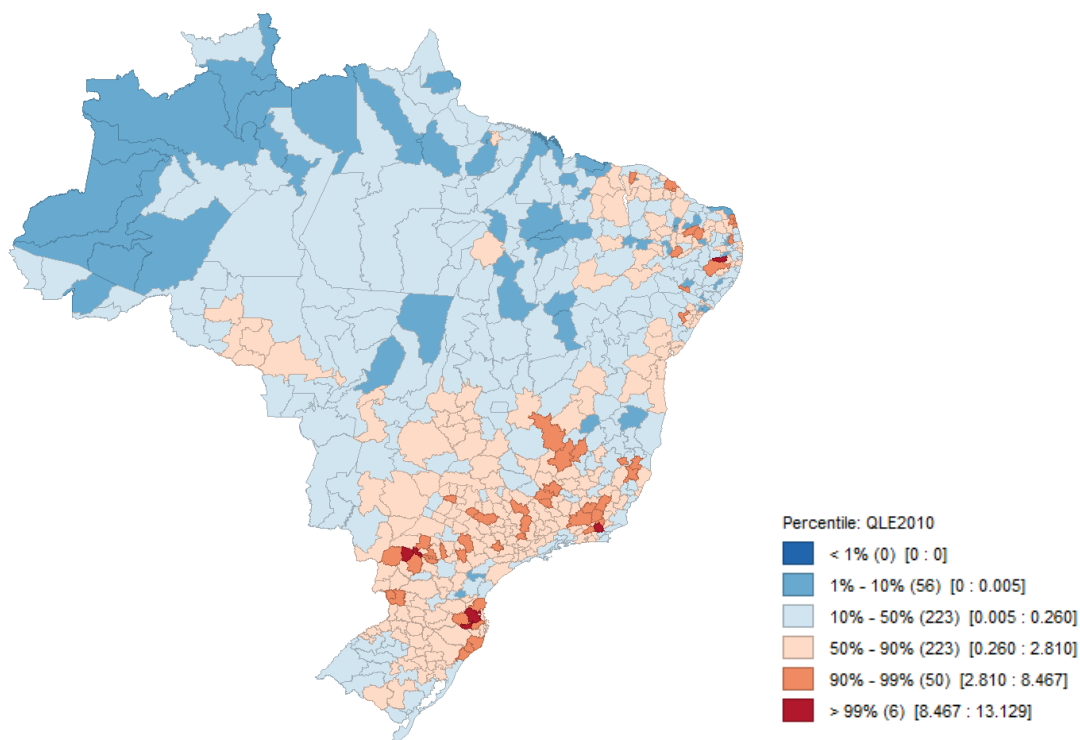 Percentile: QLE2010
< 1% (0) [0 : 0]
1% - 10% (56) [0 : 0.005]
10% - 50% (223) [0.005 : 0.260]
50% - 90% (223) [0.260 : 2.810]
90% - 99% (50) [2.810 : 8.467]
> 99% (6) [8.467 : 13.129]